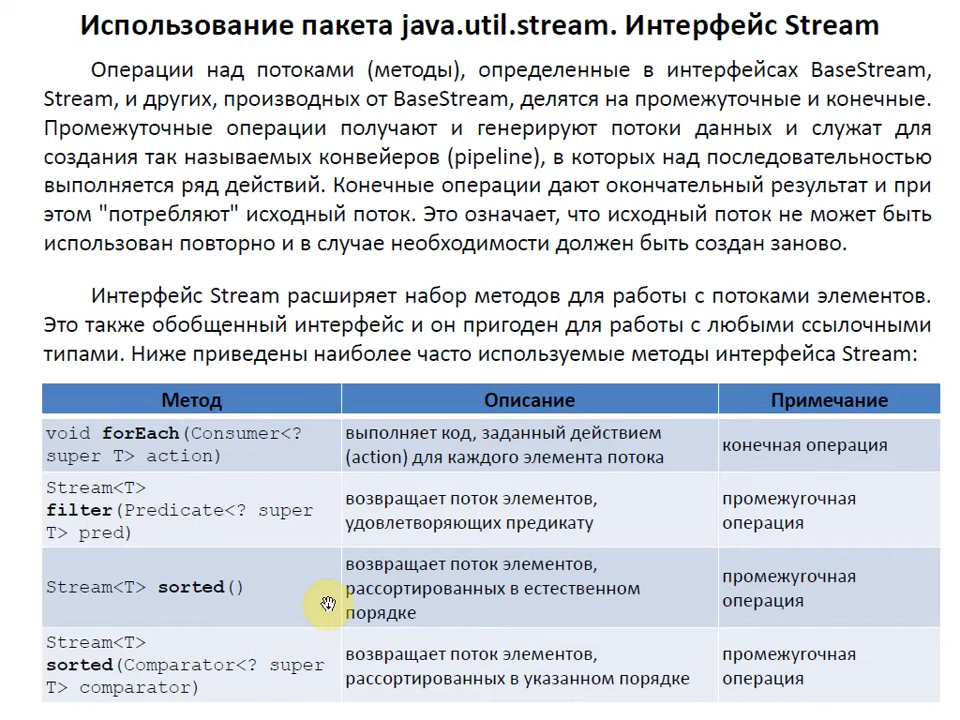 Использование пакета java.util.stream. Интерфейс Stream
Операции над потоками (методы), определенные в интерфейсах BaseStream,
Stream, и других, производных от BaseStream, делятся на промежуточные и конечные.
Промежуточные операции получают и генерируют потоки данных и служат для
создания так называемых конвейеров (pipeline), в которых над последовательностью
выполняется ряд действий. Конечные операции дают окончательный результат и при
этом "потребляют" исходный поток. Это означает, что исходный поток не может быть
использован повторно и в случае необходимости должен быть создан заново.
Интерфейс Stream расширяет набор методов для работы с потоками элементов.
Это также обобщенный интерфейс и он пригоден для работы с любыми ссылочными
типами. Ниже приведены наиболее часто используемые методы интерфейса Stream:
Метод Описание Примечание
void forEach(Consumer<?
super T> action)
выполняет код, заданный действием
(action) для каждого элемента потока
конечная операция
Stream<T>
filter(Predicate<? super
T> pred)
возвращает поток элементов,
удовлетворяющих предикату
промежуточная
операция
Stream<T> sorted()
возвращает поток элементов,
рассортированных в естественном
порядке
промежуточная
операция
Stream<T>
sorted(Comparator<? super
T> comparator)
возвращает поток элементов,
рассортированных в указанном порядке
промежуточная
операция